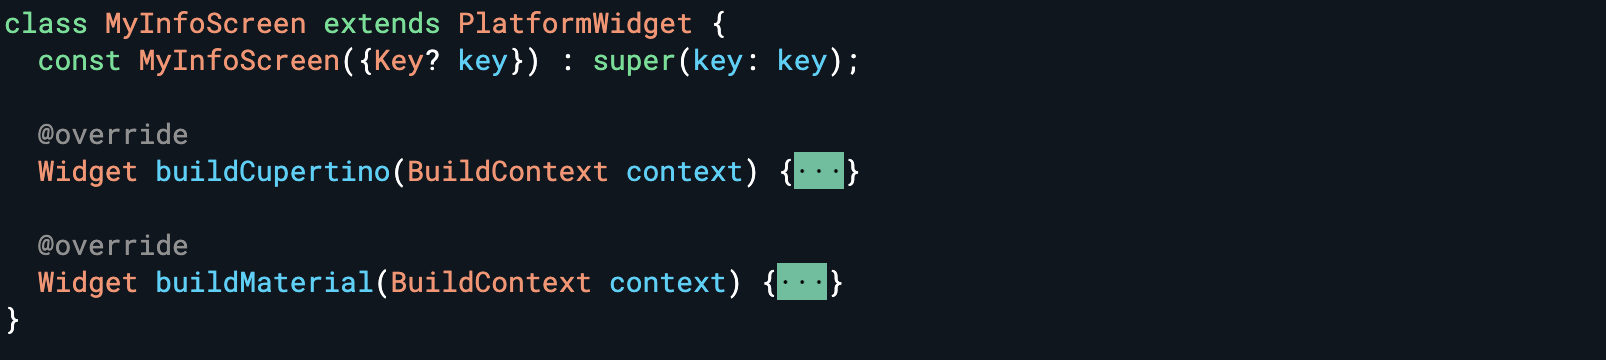 class MyInfoScreen extends PlatformWidget {
  const MyInfoScreen({Key? key}) : super(key: key);

  @override
  Widget buildCupertino(BuildContext context) {···}

  @override
  Widget buildMaterial(BuildContext context) {···}
}